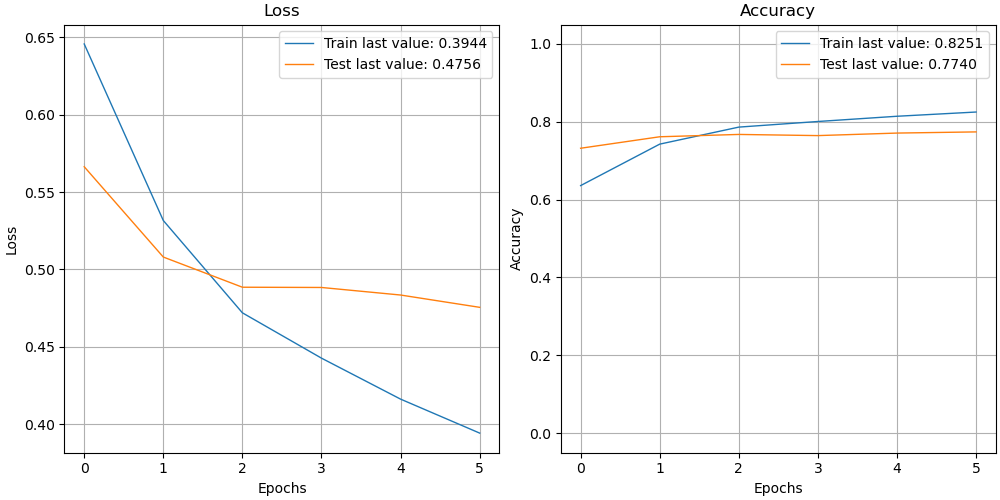 Loss
Train last value: 0.3944
Test last value: 0.4756
0.65
0.60
0.55
0.50
0.45
0.40
Loss
0 1 2 3 4 5
Epochs
Accuracy
Train last value: 0.8251
Test last value: 0.7740
1.0
0.8
0.6
0.4
0.2
0.0
Accuracy
0 1 2 3 4 5
Epochs